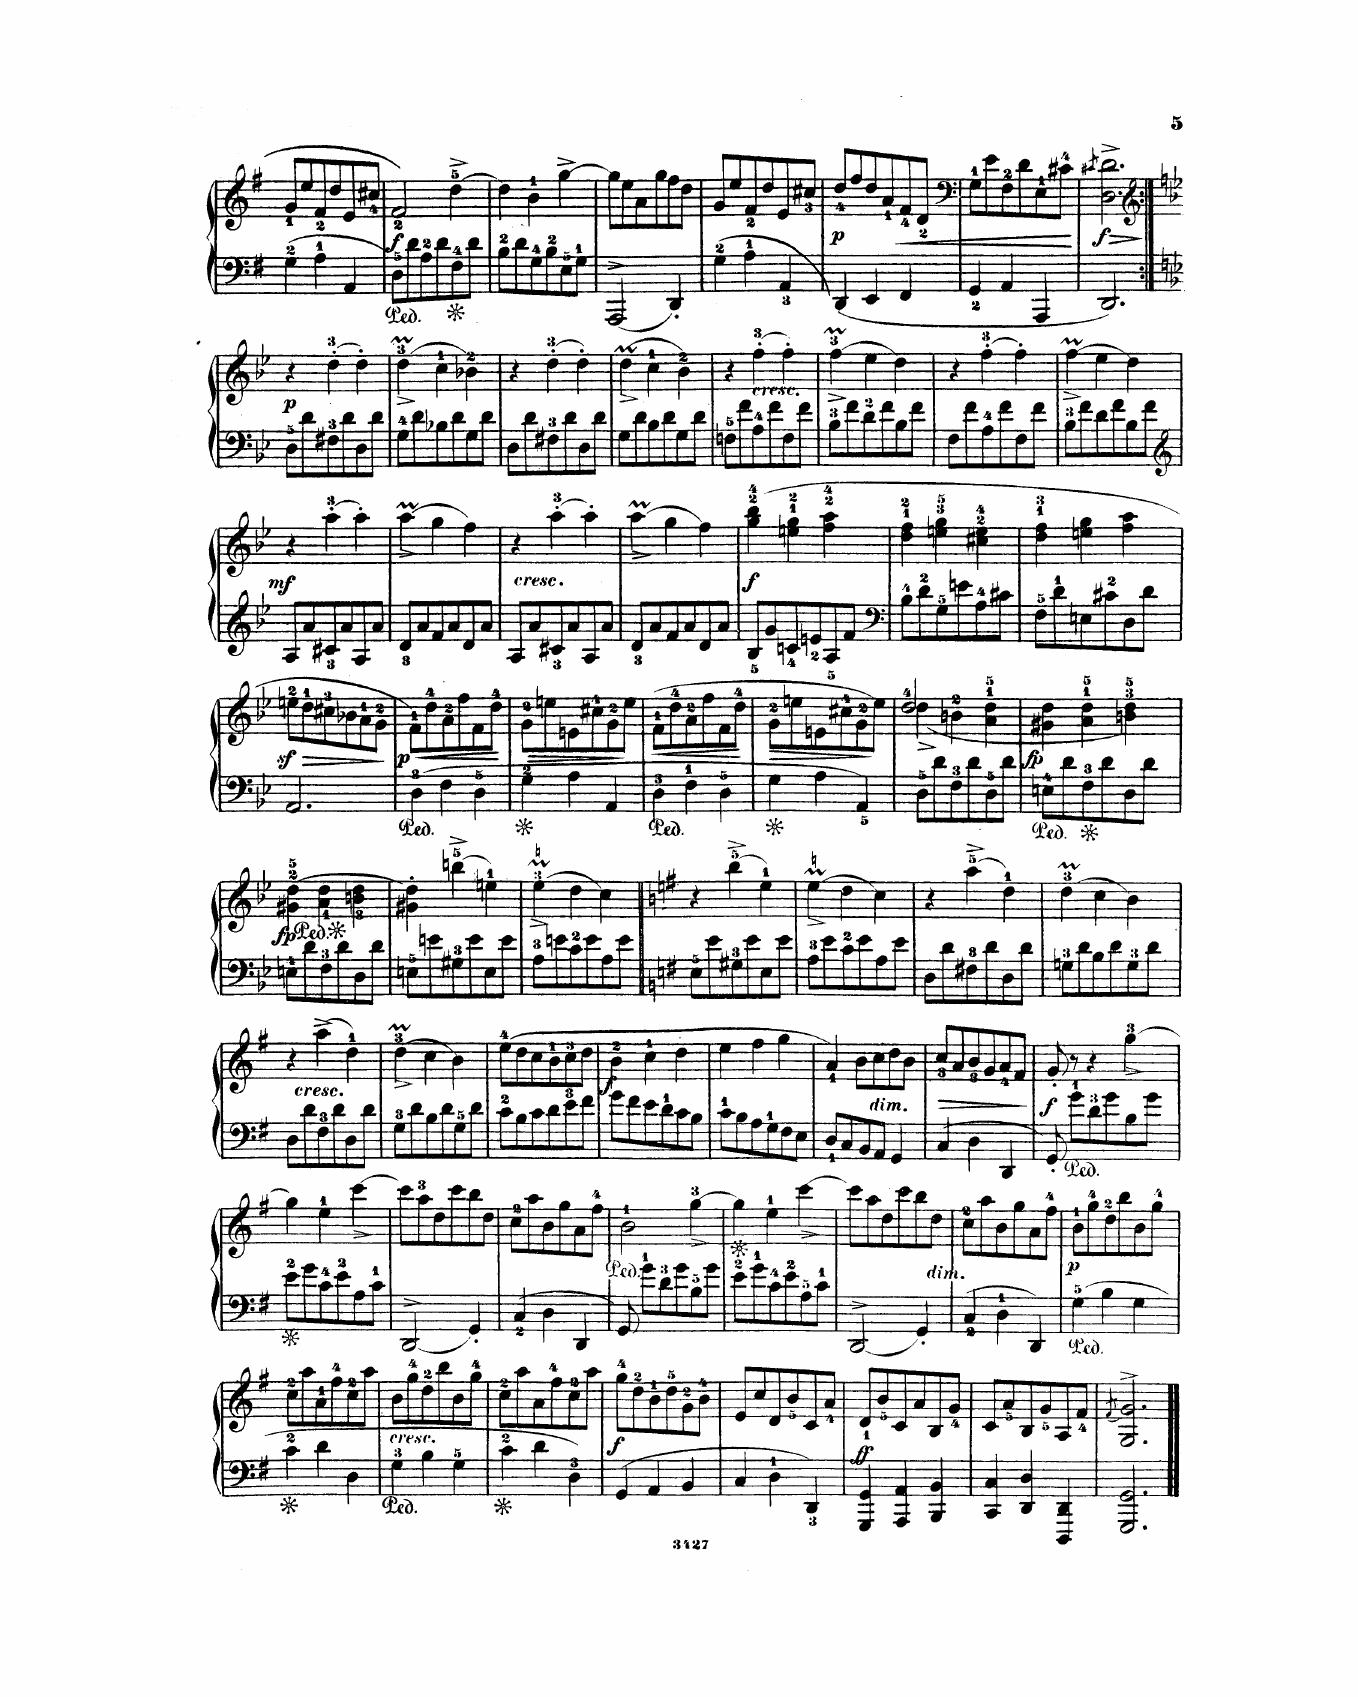 5
f p f
Ped.
p cresc.
mf cresc. f
sf p fp
Ped. Ped. Ped.
fp Ped.
cresc. f dim. f
Ped.
Ped. dim. p
Ped.
cresc. f ff
Ped.
3427